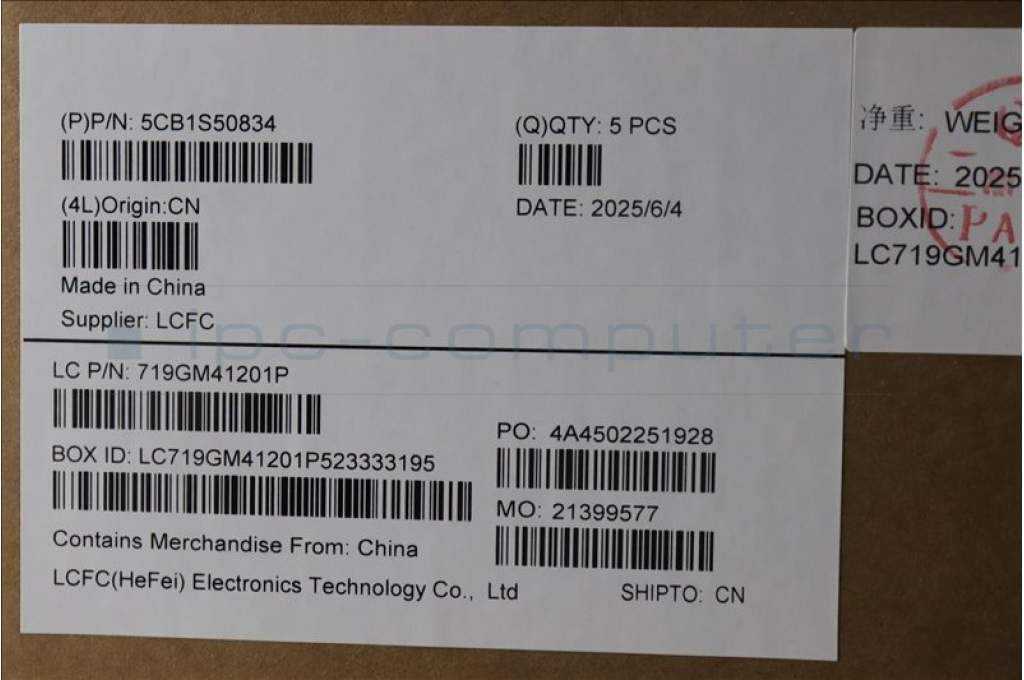 (P)P/N: 5CB1S50834
(Q)QTY: 5 PCS
(4L)Origin:CN
DATE: 2025/6/4
Made in China
Supplier: LCFC
ipc-computer
LC P/N: 719GM41201P
PO: 4A4502251928
BOX ID: LC719GM41201P523333195
MO: 21399577
Contains Merchandise From: China
LCFC(HeFei) Electronics Technology Co., Ltd
SHIPTO: CN
净重: WEIG
DATE: 2025
BOXID:
PA
LC719GM41